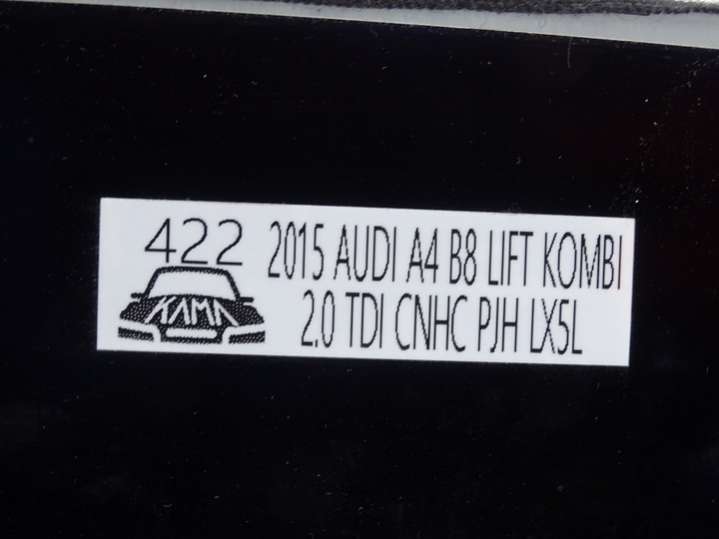 422
KAMA
2015 AUDI A4 B8 LIFT KOMBI
2.0 TDI CNHC PJH LX5L